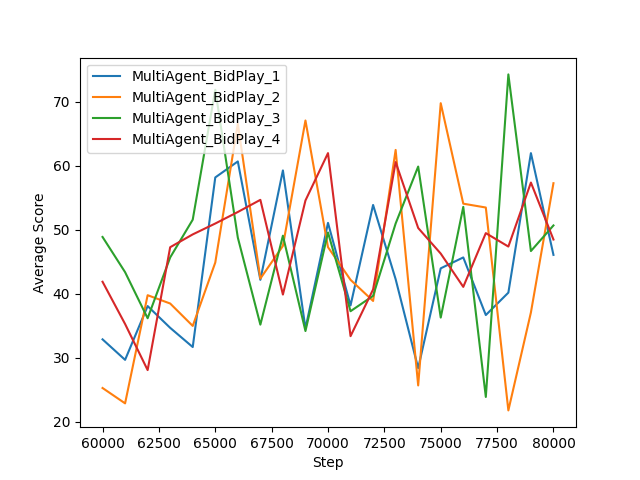 MultiAgent_BidPlay_1
MultiAgent_BidPlay_2
MultiAgent_BidPlay_3
MultiAgent_BidPlay_4
70
60
50
40
30
20
Average Score
60000 62500 65000 67500 70000 72500 75000 77500 80000
Step